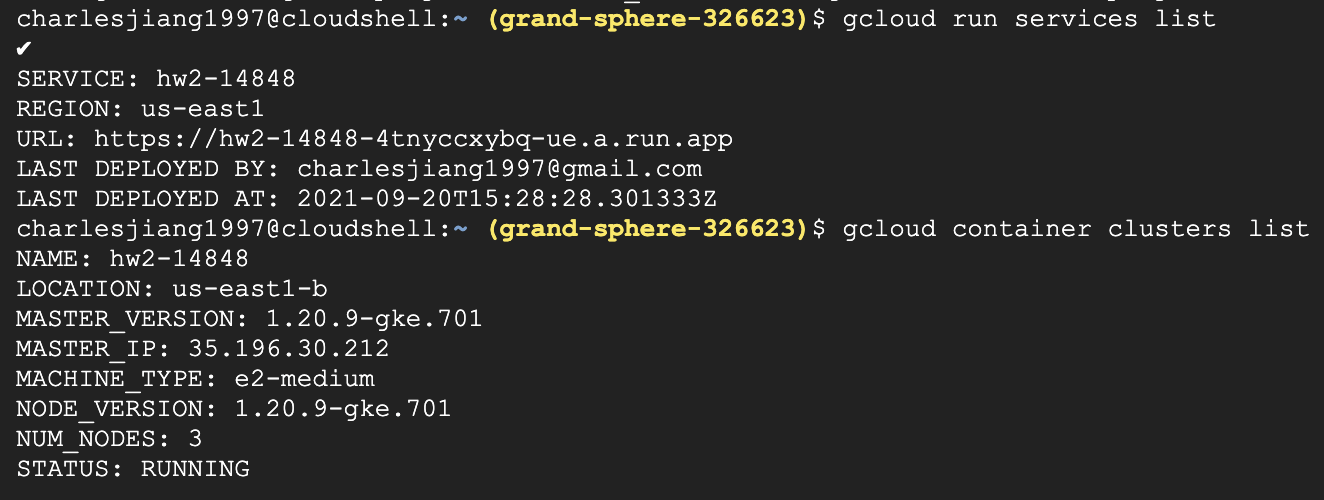 charlesjiang1997@cloudshell:~ (grand-sphere-326623)$ gcloud run services list
✔
SERVICE: hw2-14848
REGION: us-east1
URL: https://hw2-14848-4tnyccxybq-ue.a.run.app
LAST DEPLOYED BY: charlesjiang1997@gmail.com
LAST DEPLOYED AT: 2021-09-20T15:28:28.301333Z
charlesjiang1997@cloudshell:~ (grand-sphere-326623)$ gcloud container clusters list
NAME: hw2-14848
LOCATION: us-east1-b
MASTER_VERSION: 1.20.9-gke.701
MASTER_IP: 35.196.30.212
MACHINE_TYPE: e2-medium
NODE_VERSION: 1.20.9-gke.701
NUM_NODES: 3
STATUS: RUNNING